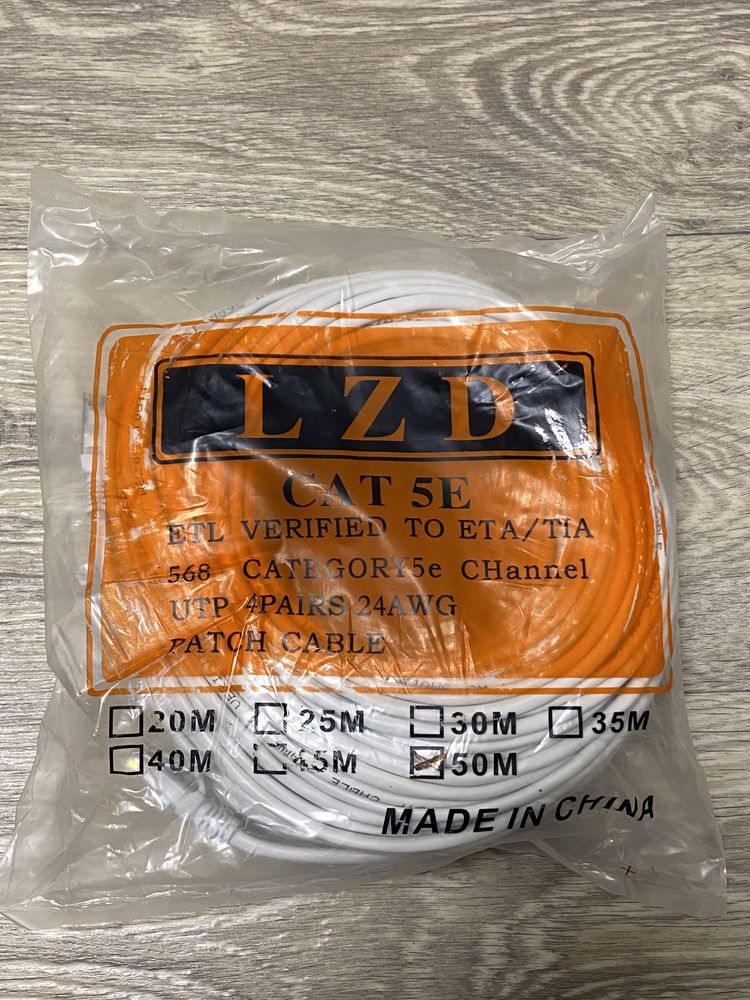 LZD
CAT 5E
ETL VERIFIED TO ETA/TIA
568 CATEGORY5e CHannel
UTP 4PAIRS 24AWG
PATCH CABLE
20M 25M 30M 35M
40M 45M 50M
MADE IN CHINA